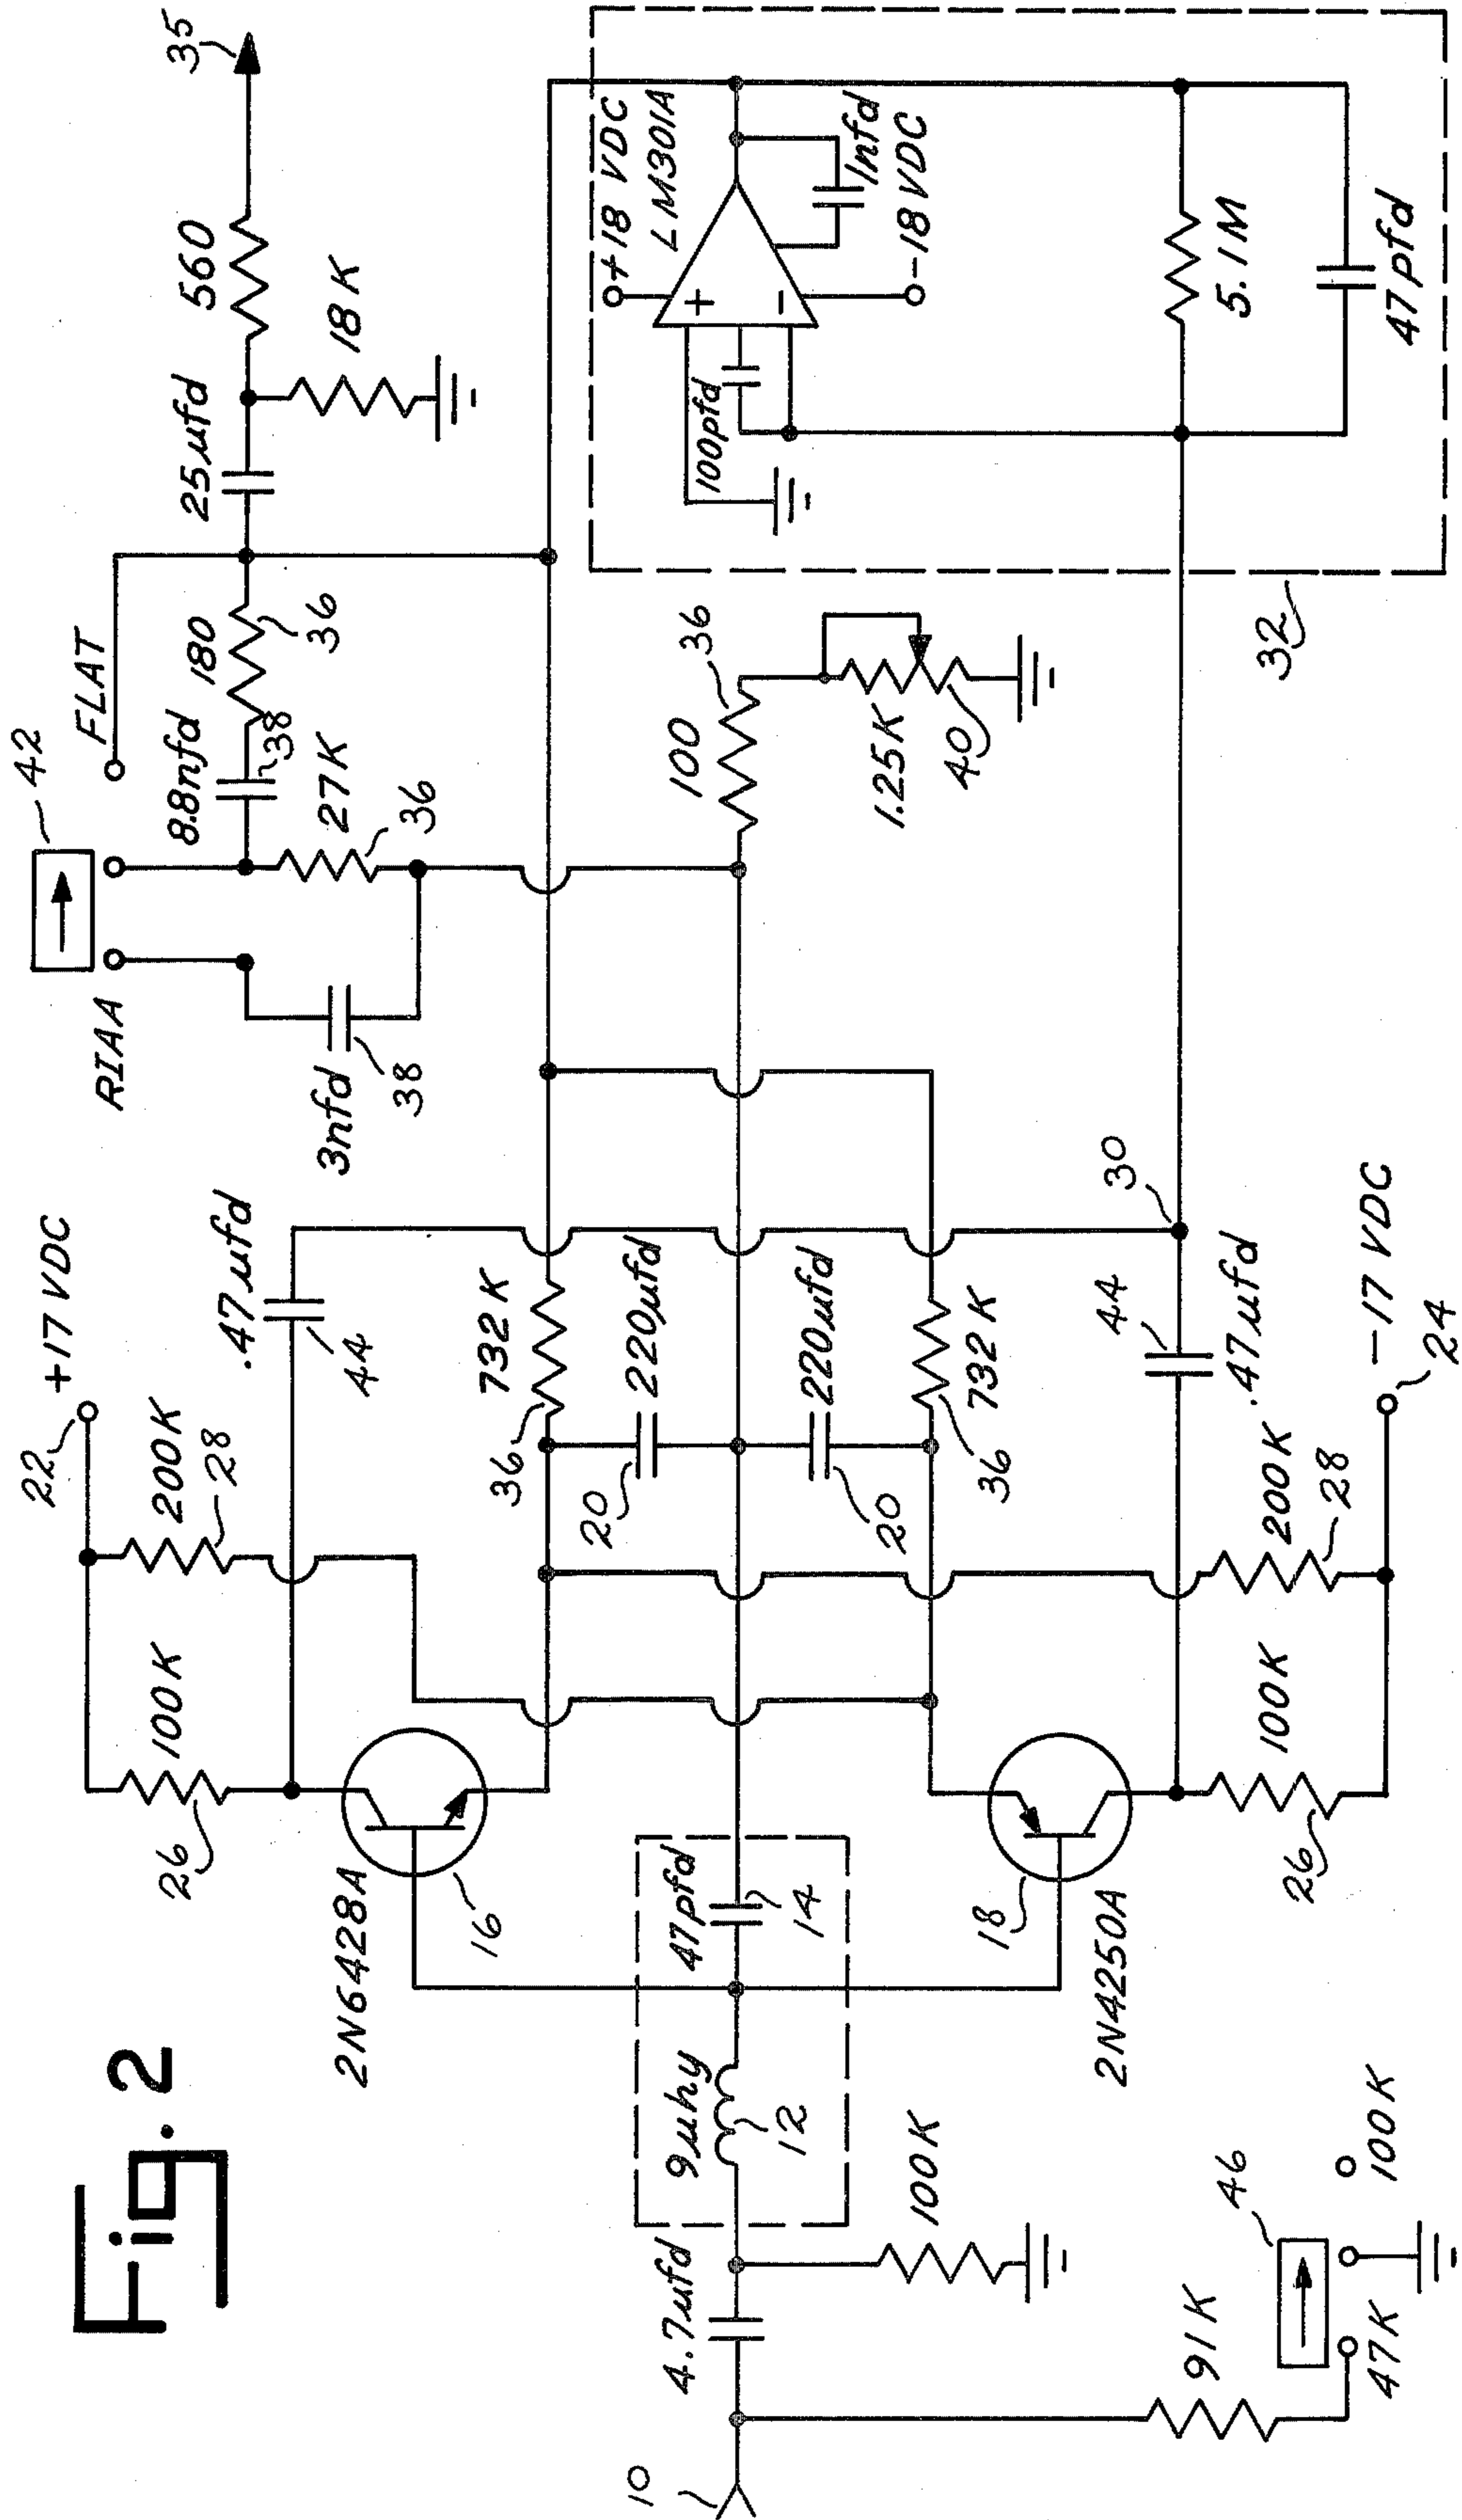 Fig. 2
10
4.7µfd
91K
46
47K
100K
100K
9µhy
12
47pfd
14
2N6428A
16
2N4250A
18
26
100K
22
+17 VDC
200K
28
.47µfd
44
36
732K
20
220µfd
20
220µfd
36
732K
26
100K
200K
28
24
-17 VDC
44
.47µfd
30
RIAA
42
FLAT
3nfd
38
8.8nfd
38
27K
36
180
36
25µfd
560
18K
35
100
36
1.25K
40
32
+18 VDC
LM301A
+
-
100pfd
1nfd
-18VDC
5.1M
47pfd